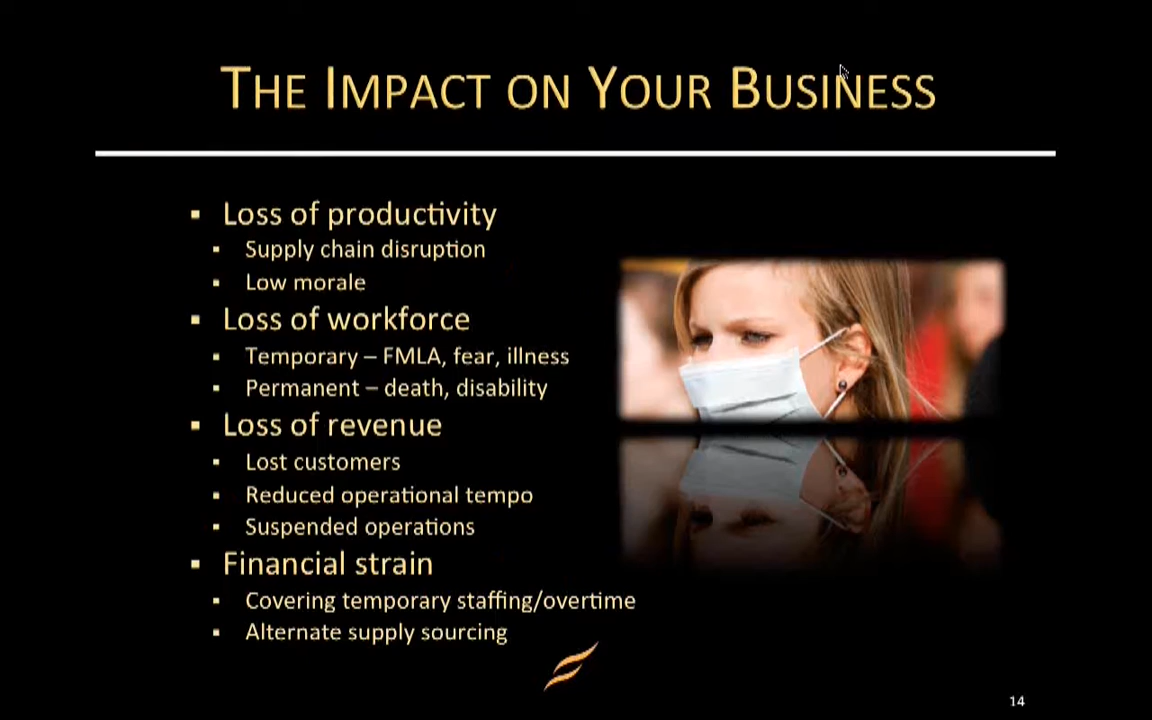 THE IMPACT ON YOUR BUSINESS
▪ Loss of productivity
▪ Supply chain disruption
▪ Low morale
▪ Loss of workforce
▪ Temporary – FMLA, fear, illness
▪ Permanent – death, disability
▪ Loss of revenue
▪ Lost customers
▪ Reduced operational tempo
▪ Suspended operations
▪ Financial strain
▪ Covering temporary staffing/overtime
▪ Alternate supply sourcing
14